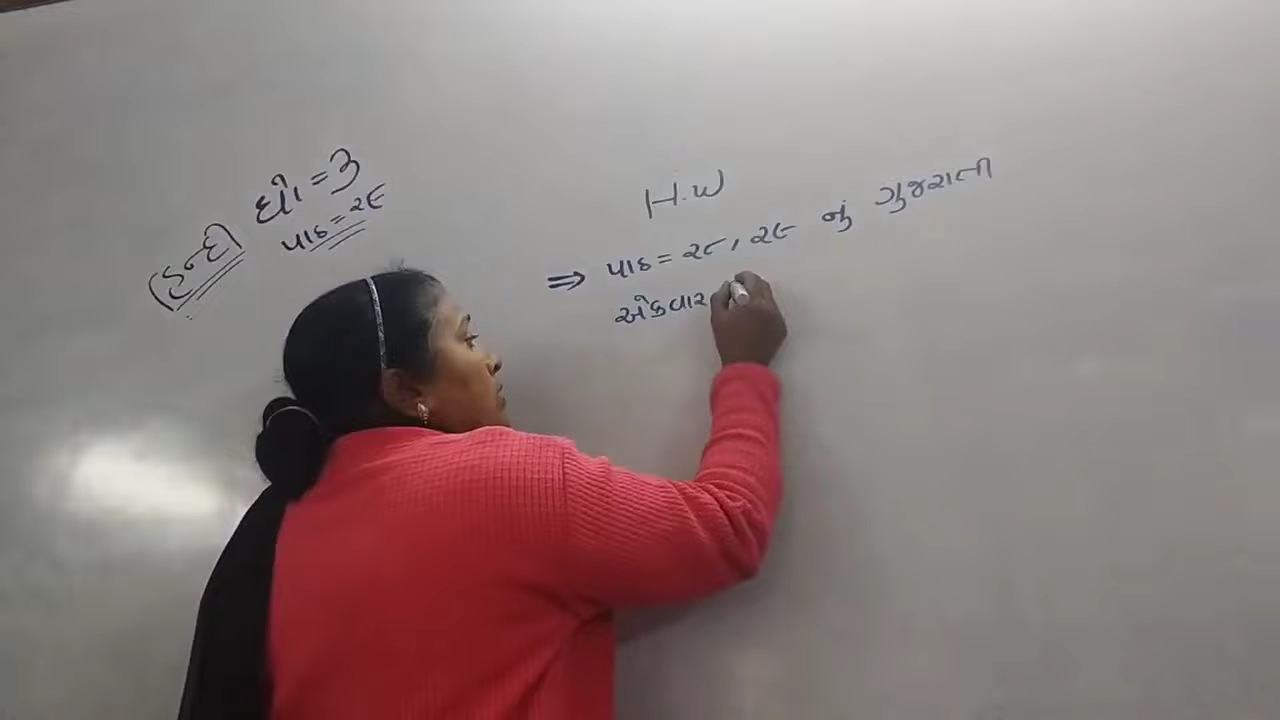 હિન્દી ધો = ૩
પાઠ = ૨૯
H.W
⇒ પાઠ = ૨૮, ૨૯ નું ગુજરાતી
એકવાર